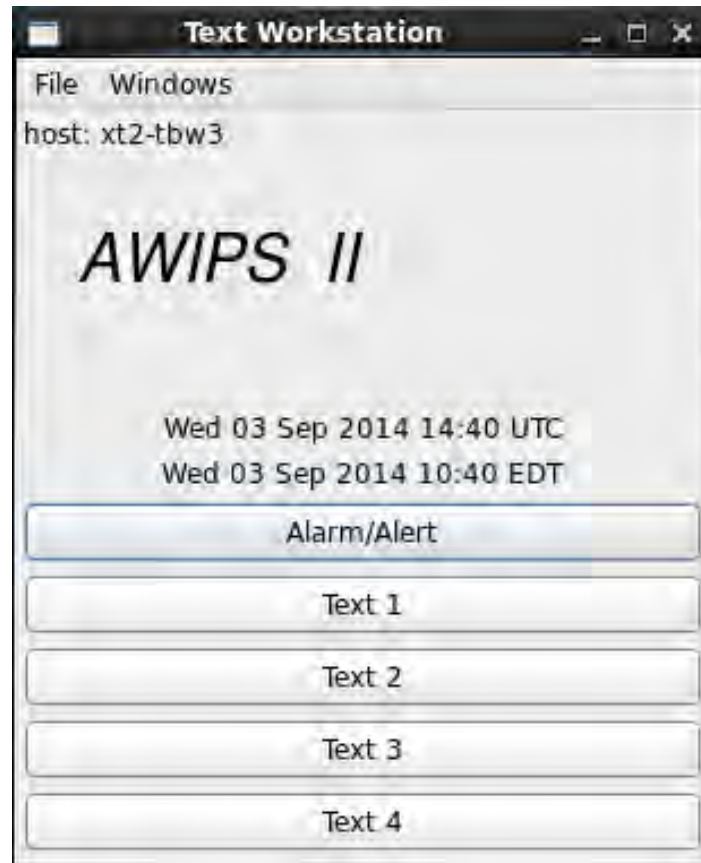 Text Workstation
File Windows
host: xt2-tbw3
AWIPS II
Wed 03 Sep 2014 14:40 UTC
Wed 03 Sep 2014 10:40 EDT
Alarm/Alert
Text 1
Text 2
Text 3
Text 4